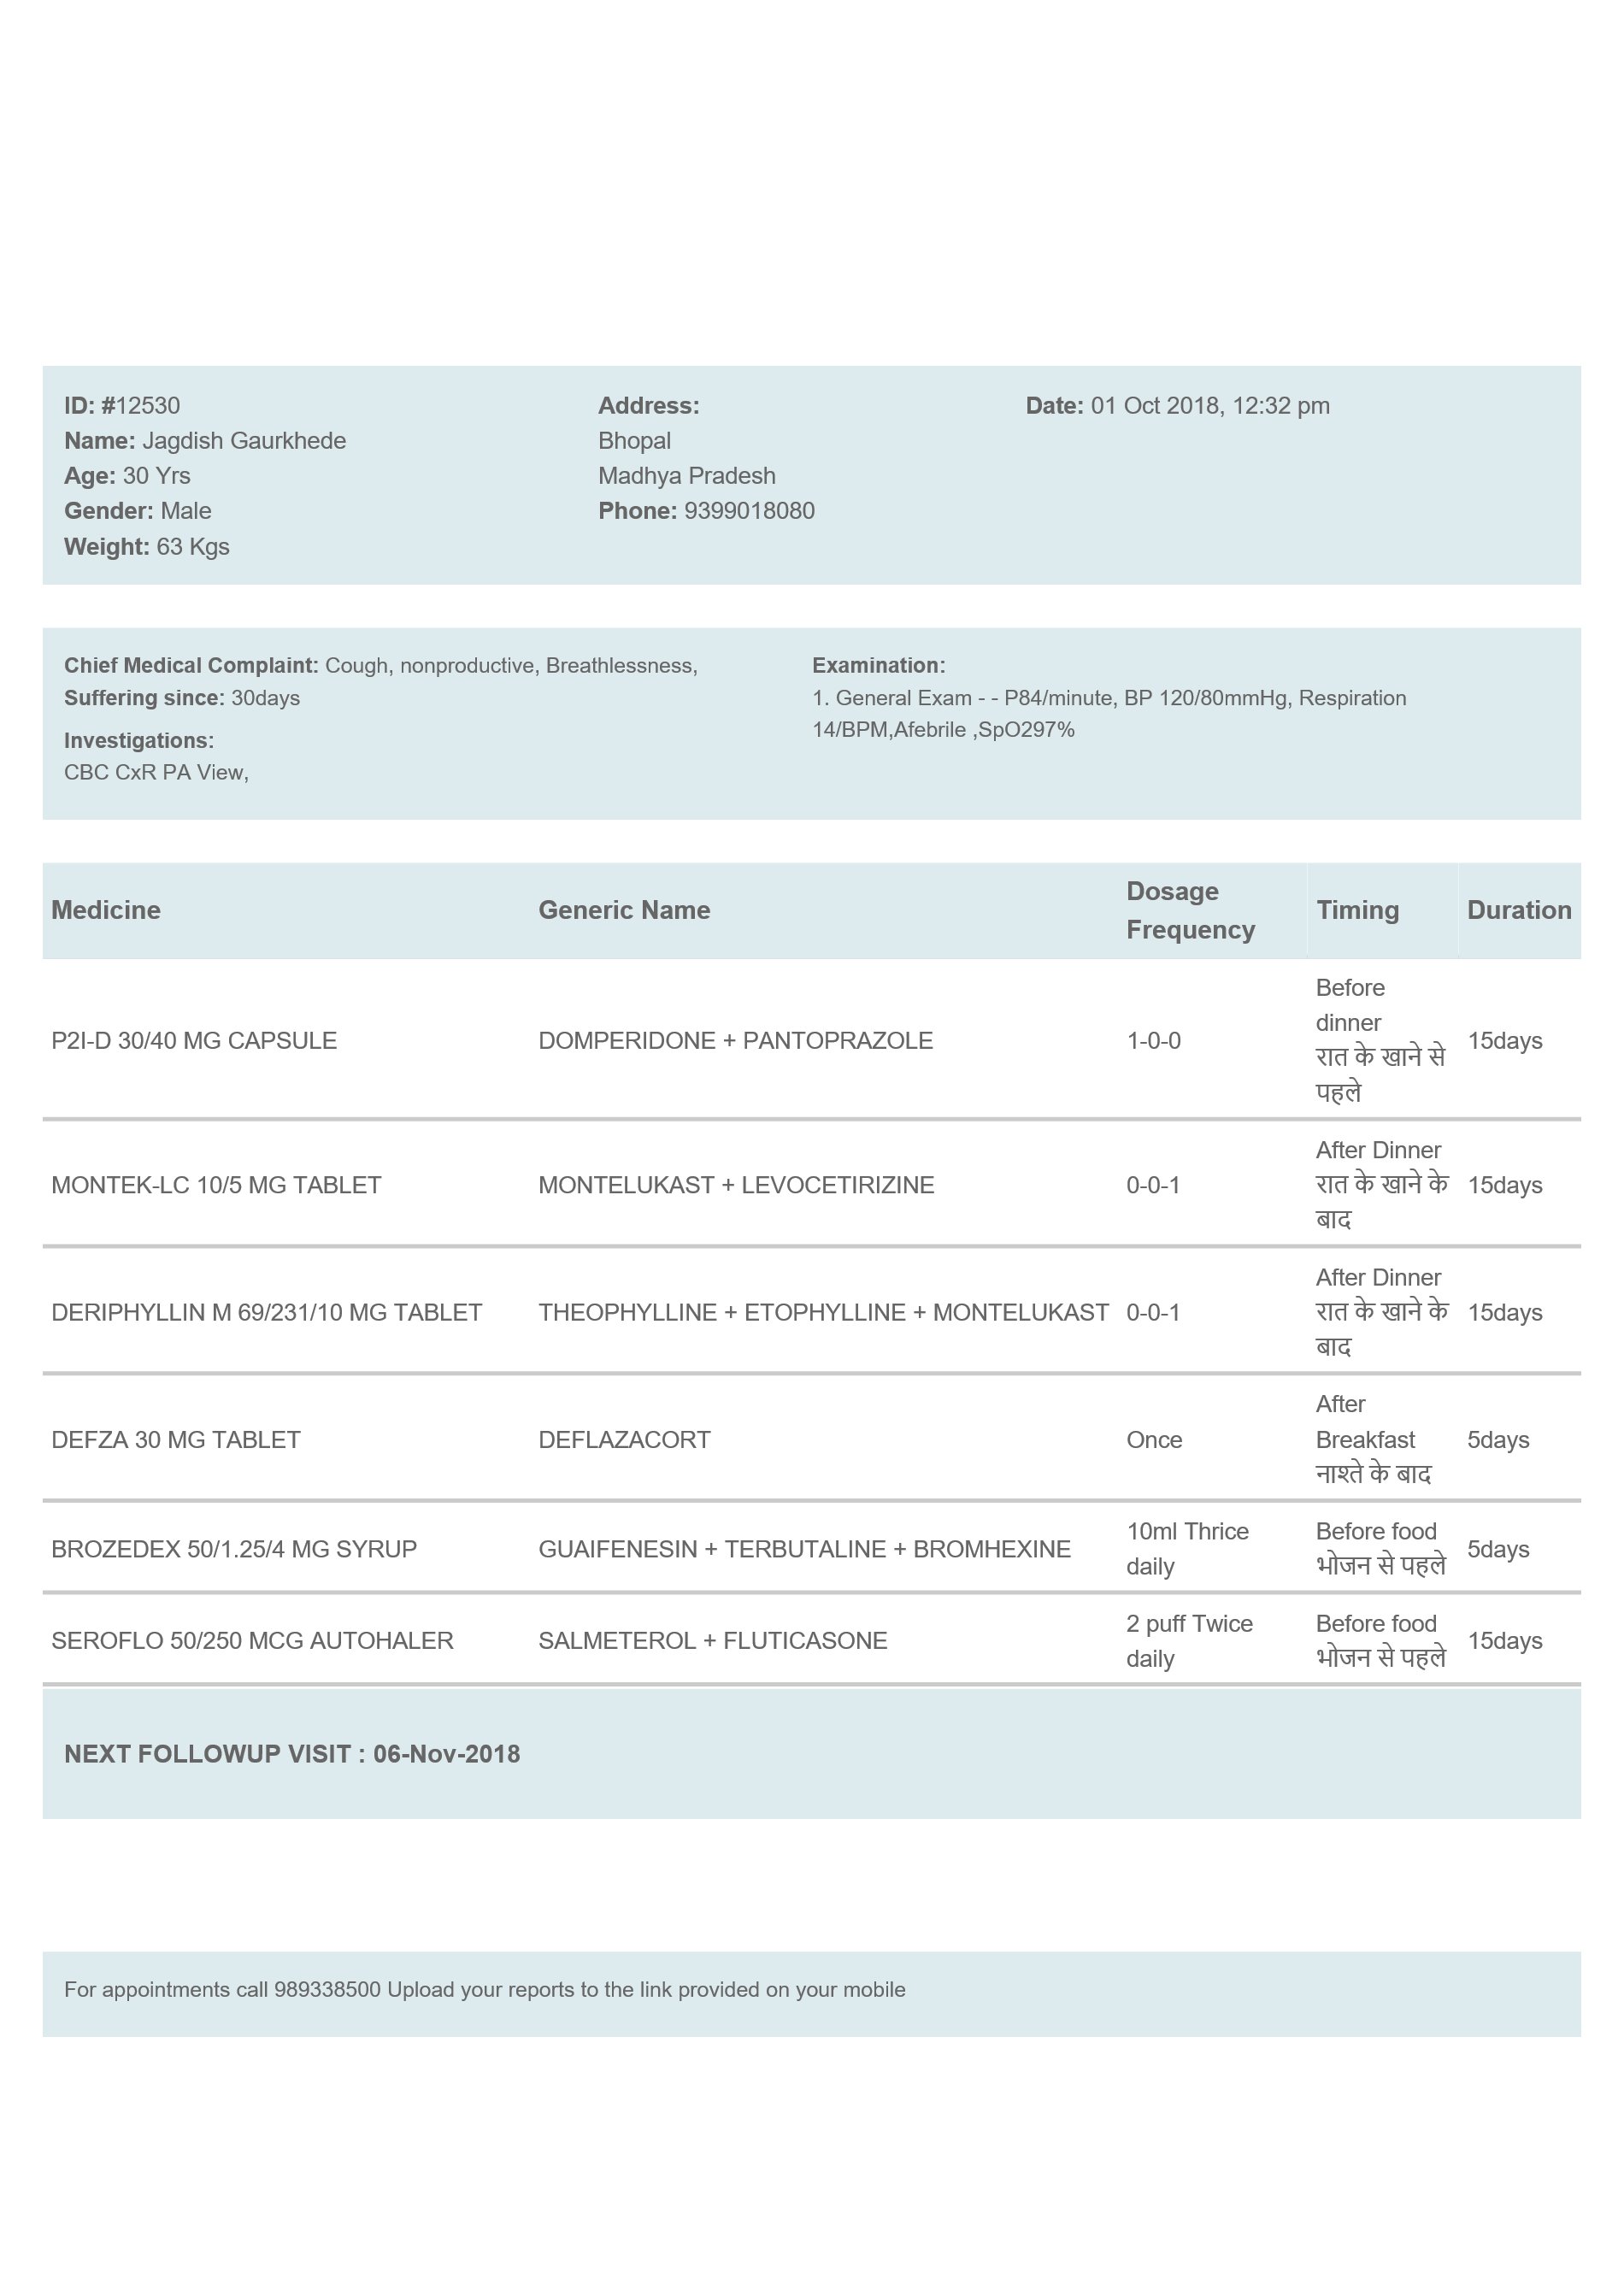 ID: #12530
Name: Jagdish Gaurkhede
Age: 30 Yrs
Gender: Male
Weight: 63 Kgs
Address:
Bhopal
Madhya Pradesh
Phone: 9399018080
Date: 01 Oct 2018, 12:32 pm
Chief Medical Complaint: Cough, nonproductive, Breathlessness,
Suffering since: 30days
Investigations:
CBC CxR PA View,
Examination:
1. General Exam - - P84/minute, BP 120/80mmHg, Respiration
14/BPM,Afebrile ,SpO297%
Medicine Generic Name Dosage Frequency Timing Duration
P2I-D 30/40 MG CAPSULE DOMPERIDONE + PANTOPRAZOLE 1-0-0 Before dinner रात के खाने से पहले 15days
MONTEK-LC 10/5 MG TABLET MONTELUKAST + LEVOCETIRIZINE 0-0-1 After Dinner रात के खाने के बाद 15days
DERIPHYLLIN M 69/231/10 MG TABLET THEOPHYLLINE + ETOPHYLLINE + MONTELUKAST 0-0-1 After Dinner रात के खाने के बाद 15days
DEFZA 30 MG TABLET DEFLAZACORT Once After Breakfast नाश्ते के बाद 5days
BROZEDEX 50/1.25/4 MG SYRUP GUAIFENESIN + TERBUTALINE + BROMHEXINE 10ml Thrice daily Before food भोजन से पहले 5days
SEROFLO 50/250 MCG AUTOHALER SALMETEROL + FLUTICASONE 2 puff Twice daily Before food भोजन से पहले 15days
NEXT FOLLOWUP VISIT : 06-Nov-2018
For appointments call 989338500 Upload your reports to the link provided on your mobile